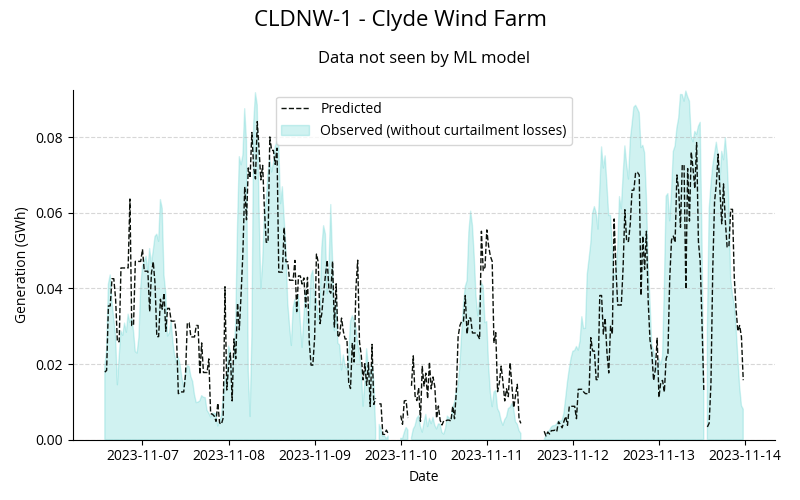 CLDNW-1 - Clyde Wind Farm
Data not seen by ML model
Predicted
Observed (without curtailment losses)
Generation (GWh)
0.08
0.06
0.04
0.02
0.00
2023-11-07 2023-11-08 2023-11-09 2023-11-10 2023-11-11 2023-11-12 2023-11-13 2023-11-14
Date